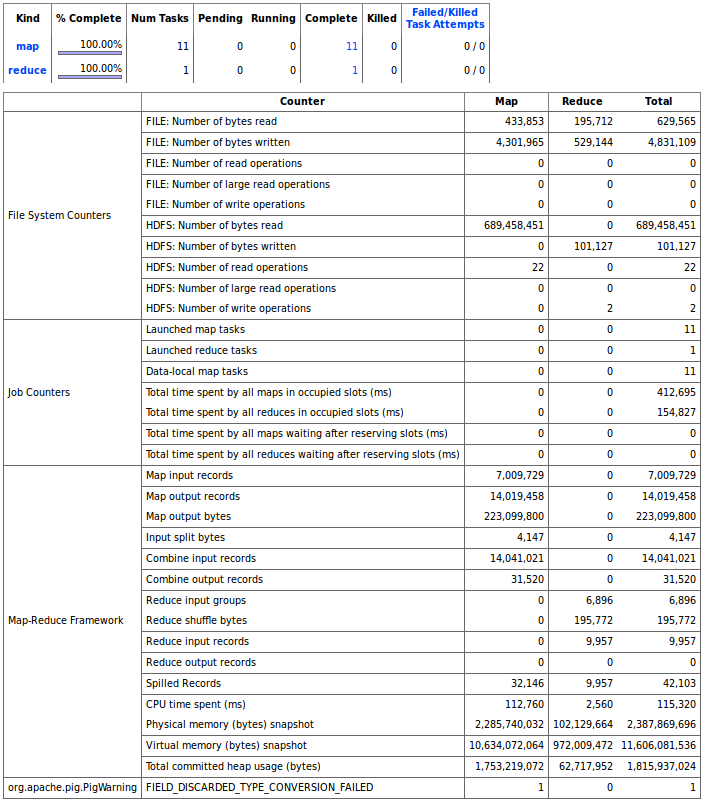 Kind % Complete Num Tasks Pending Running Complete Killed Failed/Killed Task Attempts
map 100.00% 11 0 0 11 0 0 / 0
reduce 100.00% 1 0 0 1 0 0 / 0
Counter Map Reduce Total
File System Counters
FILE: Number of bytes read 433,853 195,712 629,565
FILE: Number of bytes written 4,301,965 529,144 4,831,109
FILE: Number of read operations 0 0 0
FILE: Number of large read operations 0 0 0
FILE: Number of write operations 0 0 0
HDFS: Number of bytes read 689,458,451 0 689,458,451
HDFS: Number of bytes written 0 101,127 101,127
HDFS: Number of read operations 22 0 22
HDFS: Number of large read operations 0 0 0
HDFS: Number of write operations 0 2 2
Job Counters
Launched map tasks 0 0 11
Launched reduce tasks 0 0 1
Data-local map tasks 0 0 11
Total time spent by all maps in occupied slots (ms) 0 0 412,695
Total time spent by all reduces in occupied slots (ms) 0 0 154,827
Total time spent by all maps waiting after reserving slots (ms) 0 0 0
Total time spent by all reduces waiting after reserving slots (ms) 0 0 0
Map-Reduce Framework
Map input records 7,009,729 0 7,009,729
Map output records 14,019,458 0 14,019,458
Map output bytes 223,099,800 0 223,099,800
Input split bytes 4,147 0 4,147
Combine input records 14,041,021 0 14,041,021
Combine output records 31,520 0 31,520
Reduce input groups 0 6,896 6,896
Reduce shuffle bytes 0 195,772 195,772
Reduce input records 0 9,957 9,957
Reduce output records 0 0 0
Spilled Records 32,146 9,957 42,103
CPU time spent (ms) 112,760 2,560 115,320
Physical memory (bytes) snapshot 2,285,740,032 102,129,664 2,387,869,696
Virtual memory (bytes) snapshot 10,634,072,064 972,009,472 11,606,081,536
Total committed heap usage (bytes) 1,753,219,072 62,717,952 1,815,937,024
org.apache.pig.PigWarning FIELD_DISCARDED_TYPE_CONVERSION_FAILED 1 0 1